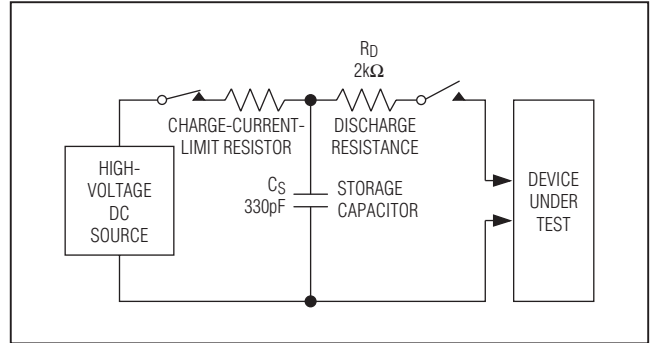 RD
2kΩ
CHARGE-CURRENT-
LIMIT RESISTOR
DISCHARGE
RESISTANCE
HIGH-
VOLTAGE
DC
SOURCE
CS
330pF
STORAGE
CAPACITOR
DEVICE
UNDER
TEST